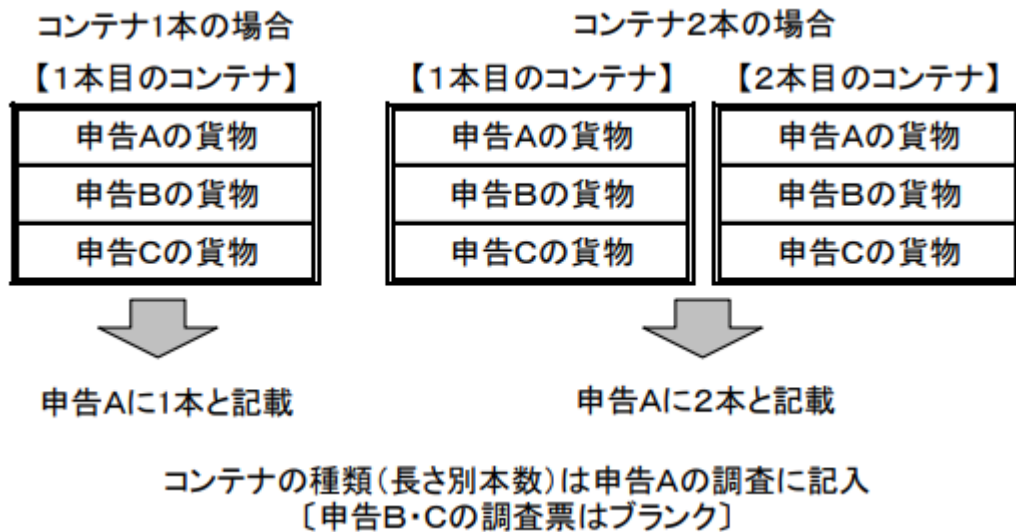 コンテナ1本の場合
【1本目のコンテナ】
申告Aの貨物
申告Bの貨物
申告Cの貨物
申告Aに1本と記載
コンテナ2本の場合
【1本目のコンテナ】 【2本目のコンテナ】
申告Aの貨物 申告Aの貨物
申告Bの貨物 申告Bの貨物
申告Cの貨物 申告Cの貨物
申告Aに2本と記載
コンテナの種類(長さ別本数)は申告Aの調査に記入
〔申告B・Cの調査票はブランク〕